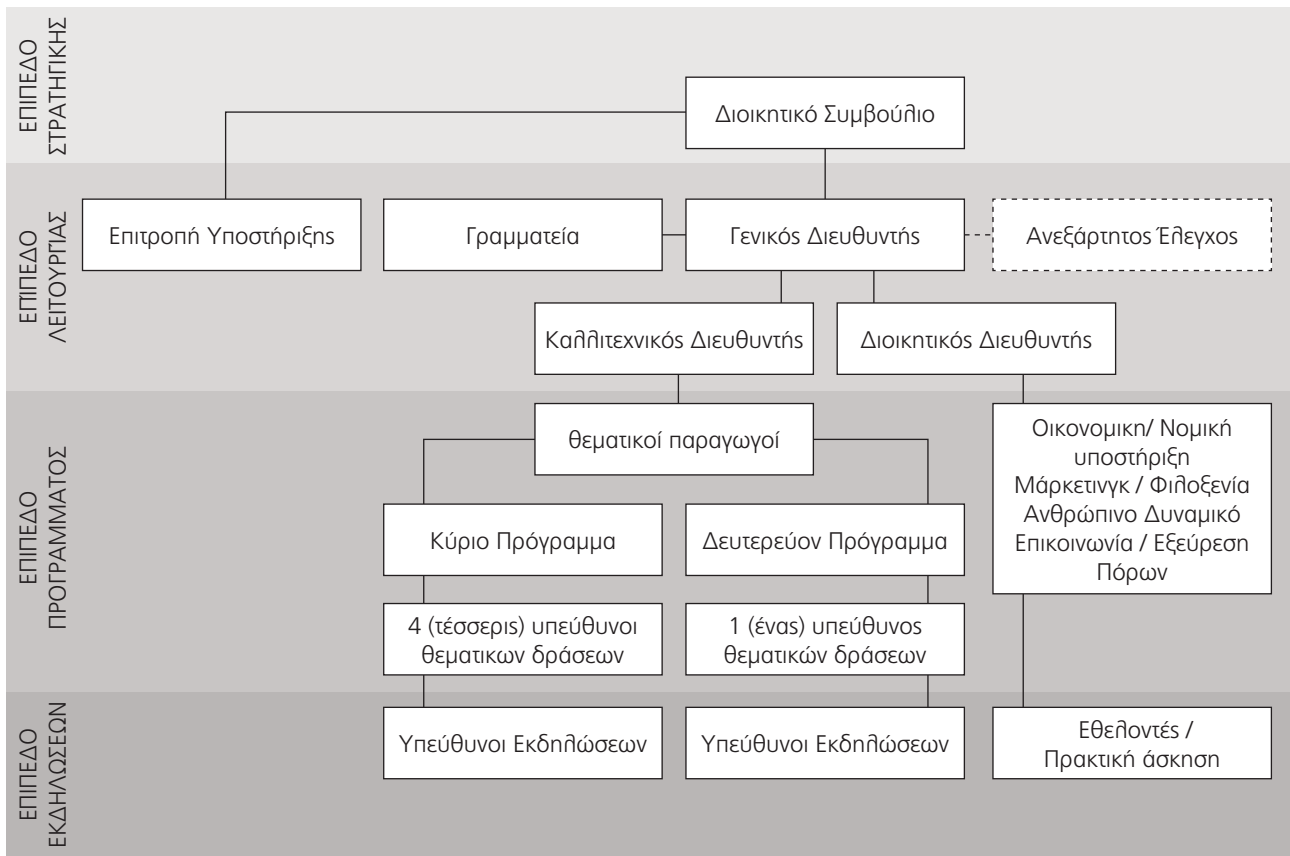 ΕΠΙΠΕΔΟ
ΣΤΡΑΤΗΓΙΚΗΣ
Διοικητικό Συμβούλιο
ΕΠΙΠΕΔΟ
ΛΕΙΤΟΥΡΓΙΑΣ
Επιτροπή Υποστήριξης
Γραμματεία
Γενικός Διευθυντής
Ανεξάρτητος Έλεγχος
Καλλιτεχνικός Διευθυντής
Διοικητικός Διευθυντής
ΕΠΙΠΕΔΟ
ΠΡΟΓΡΑΜΜΑΤΟΣ
θεματικοί παραγωγοί
Οικονομικη/ Νομική
υποστήριξη
Μάρκετινγκ / Φιλοξενία
Ανθρώπινο Δυναμικό
Επικοινωνία / Εξεύρεση
Πόρων
Κύριο Πρόγραμμα
Δευτερεύον Πρόγραμμα
4 (τέσσερις) υπεύθυνοι
θεματικων δράσεων
1 (ένας) υπεύθυνος
θεματικών δράσεων
ΕΠΙΠΕΔΟ
ΕΚΔΗΛΩΣΕΩΝ
Υπεύθυνοι Εκδηλώσεων
Υπεύθυνοι Εκδηλώσεων
Εθελοντές /
Πρακτική άσκηση